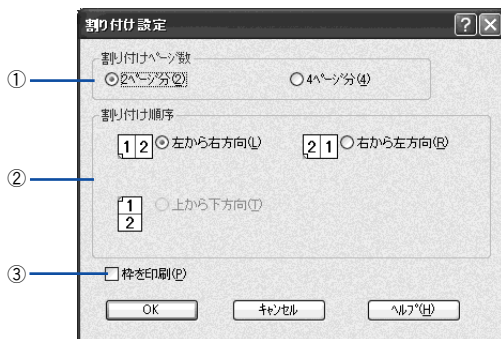 割り付け設定
割り付けページ数
①
2ページ分(2)
4ページ分(4)
割り付け順序
1 2 左から右方向(L)
2 1 右から左方向(R)
②
1
2
上から下方向(T)
③
枠を印刷(P)
OK キャンセル ヘルプ(H)